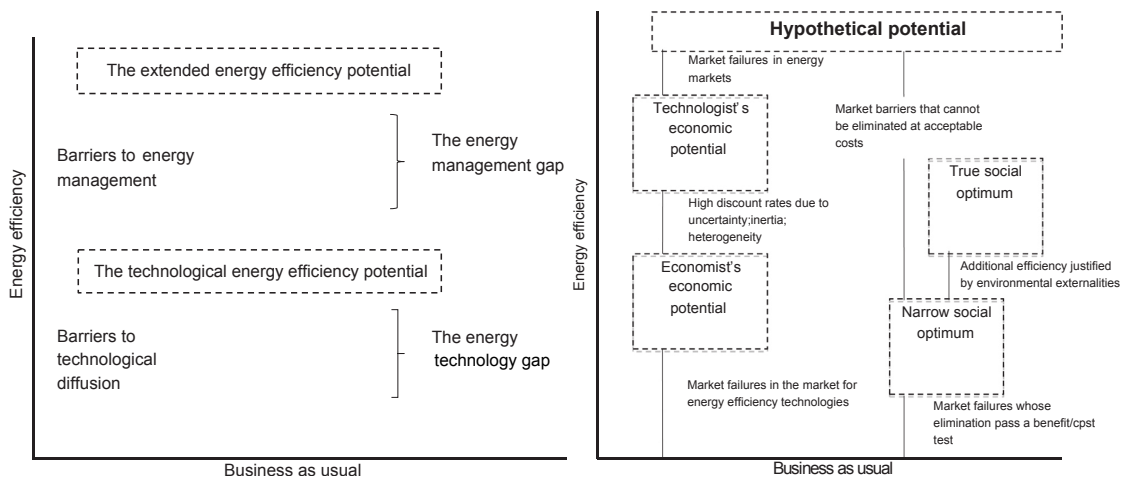 The extended energy efficiency potential
Barriers to energy
management
The energy
management gap
The technological energy efficiency potential
Barriers to
technological
diffusion
The energy
technology gap
Energy efficiency
Business as usual
Hypothetical potential
Market failures in energy
markets
Technologist's
economic
potential
Market barriers that cannot
be eliminated at acceptable
costs
True social
optimum
High discount rates due to
uncertainty;inertia;
heterogeneity
Economist's
economic
potential
Additional efficiency justified
by environmental externalities
Narrow social
optimum
Market failures in the market for
energy efficiency technologies
Market failures whose
elimination pass a benefit/cpst
test
Energy efficiency
Business as usual